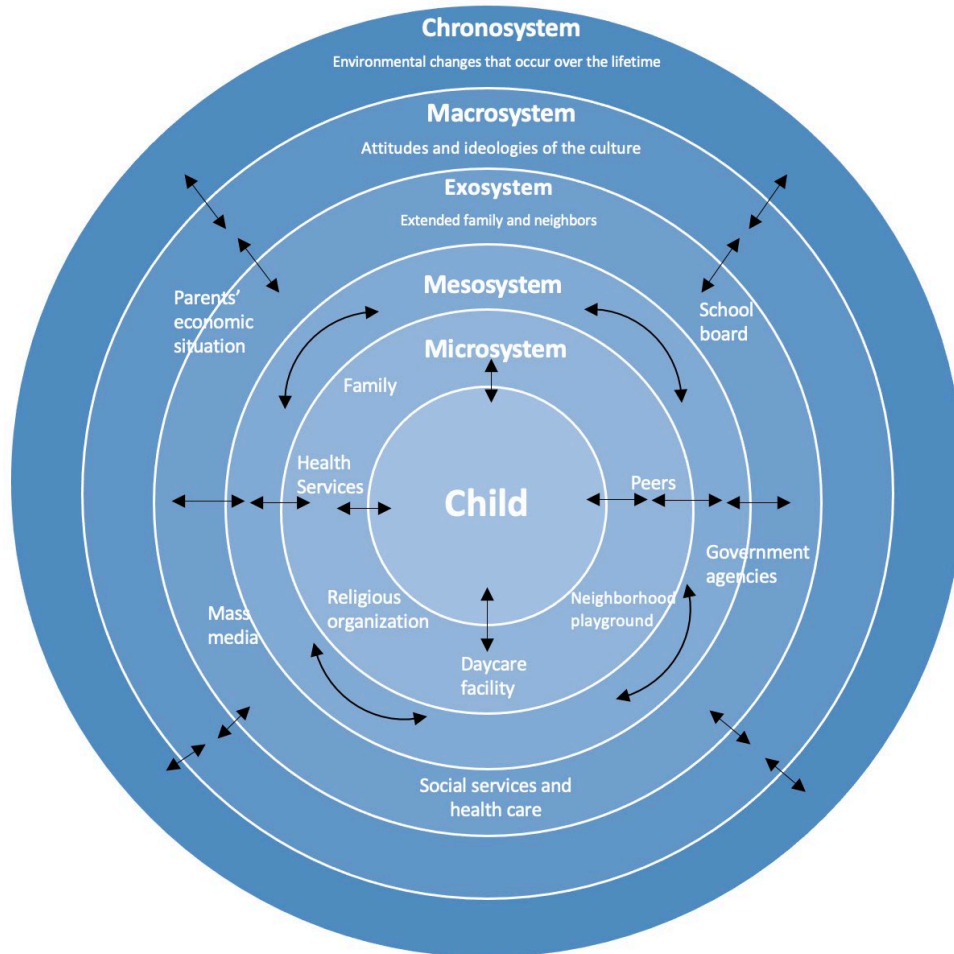 Chronosystem
Environmental changes that occur over the lifetime
Macrosystem
Attitudes and ideologies of the culture
Exosystem
Extended family and neighbors
Mesosystem
Parents’
economic
situation
School
board
Microsystem
Family
Health
Services
Child
Peers
Government
agencies
Religious
organization
Neighborhood
playground
Mass
media
Daycare
facility
Social services and
health care